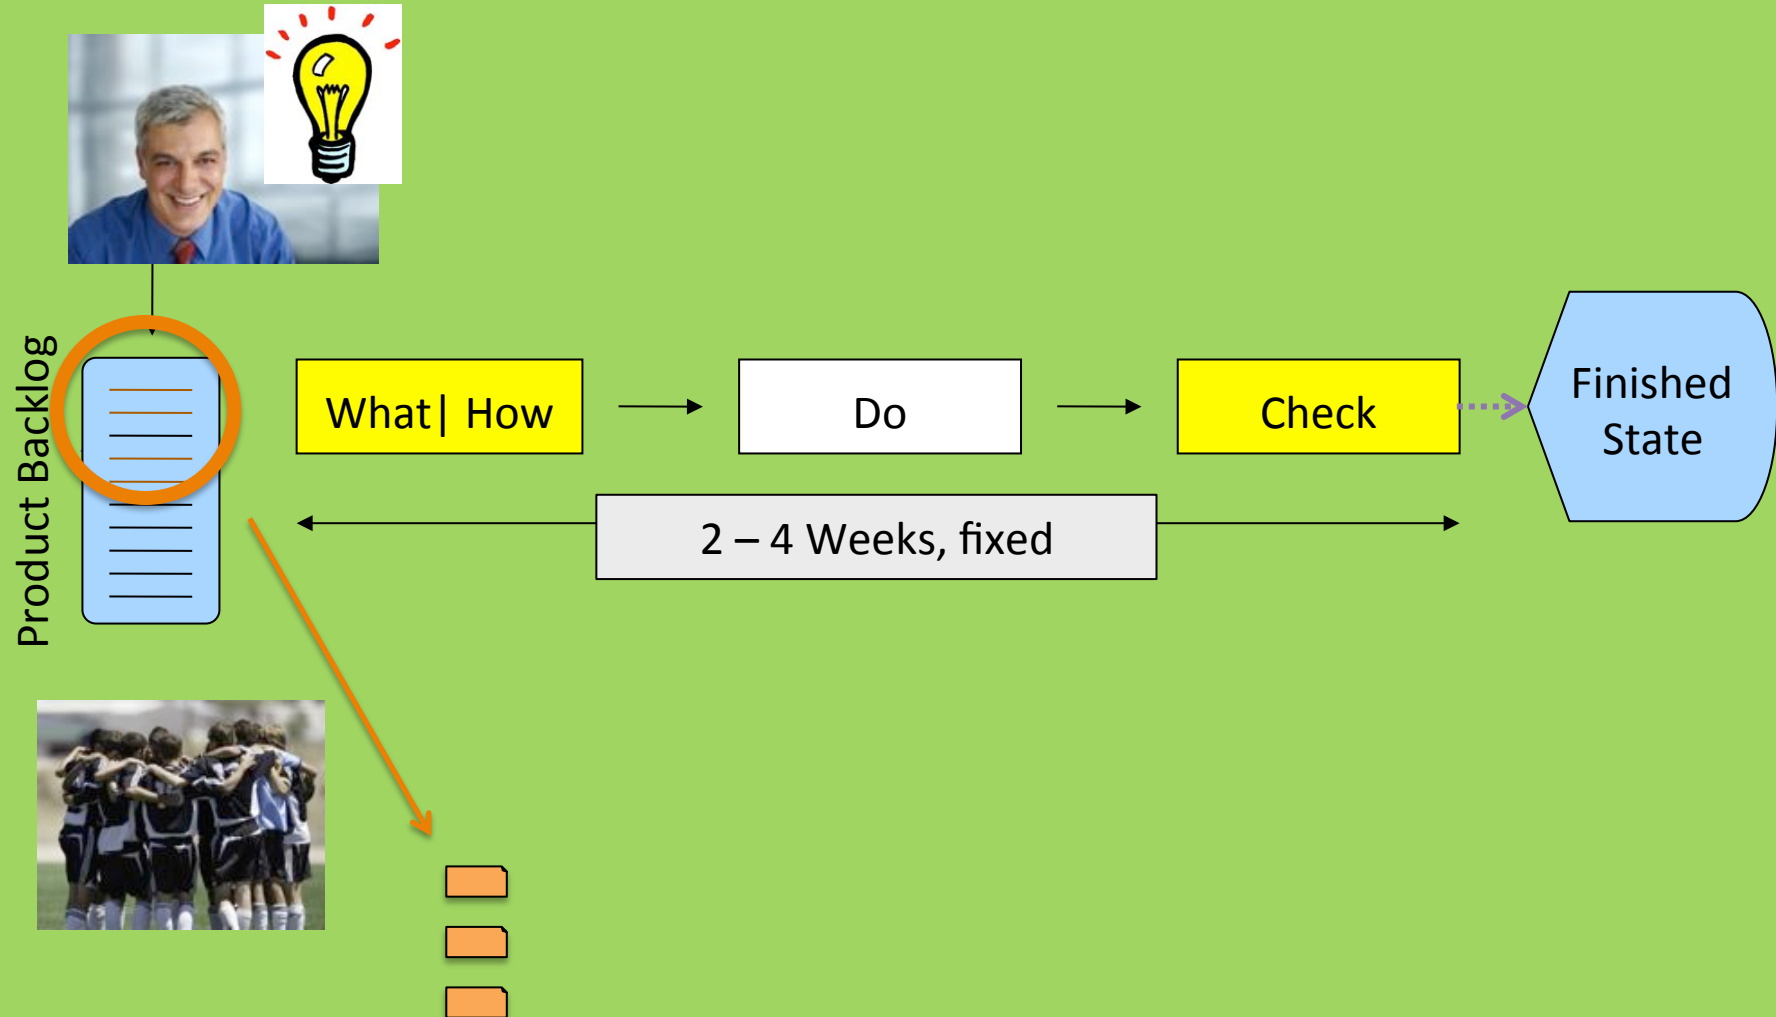 Product Backlog
What| How
Do
Check
Finished
State
2 – 4 Weeks, fixed